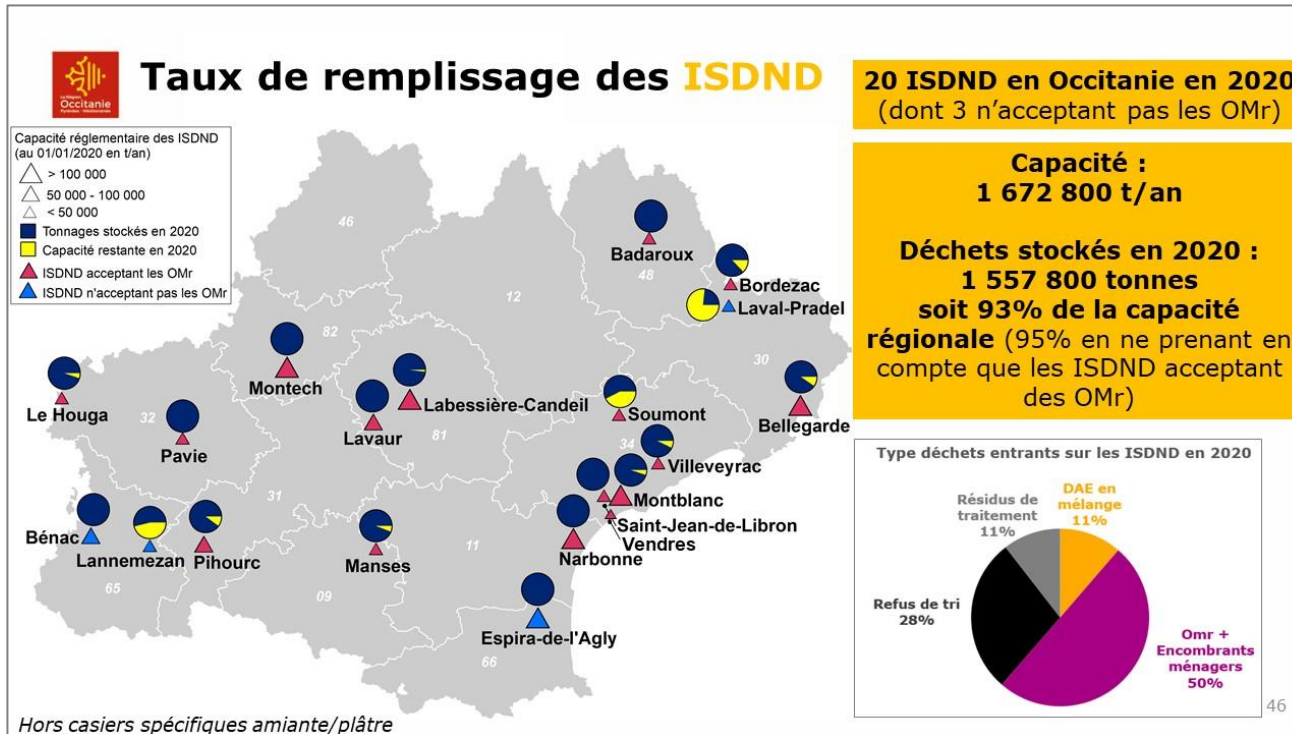 La Région
Occitanie
Pyrénées - Méditerranée
Taux de remplissage des ISDND
Capacité réglementaire des ISDND
(au 01/01/2020 en t/an)
> 100 000
50 000 - 100 000
< 50 000
Tonnages stockés en 2020
Capacité restante en 2020
ISDND acceptant les OMr
ISDND n'acceptant pas les OMr
46
Badaroux
48
Bordezac
Laval-Pradel
12
82
30
Montech
Le Houga
32
Labessière-Candeil
Soumont
Bellegarde
Lavaur
Pavie
81
34
Villeveyrac
31
Montblanc
Saint-Jean-de-Libron
Vendres
Bénac
Lannemezan
Pihourc
Manses
11
Narbonne
65
09
Espira-de-l'Agly
66
Hors casiers spécifiques amiante/plâtre
20 ISDND en Occitanie en 2020
(dont 3 n'acceptant pas les OMr)
Capacité :
1 672 800 t/an
Déchets stockés en 2020 :
1 557 800 tonnes
soit 93% de la capacité
régionale (95% en ne prenant en
compte que les ISDND acceptant
des OMr)
Type déchets entrants sur les ISDND en 2020
Résidus de
traitement
11%
DAE en
mélange
11%
Refus de tri
28%
Omr +
Encombrants
ménagers
50%
46